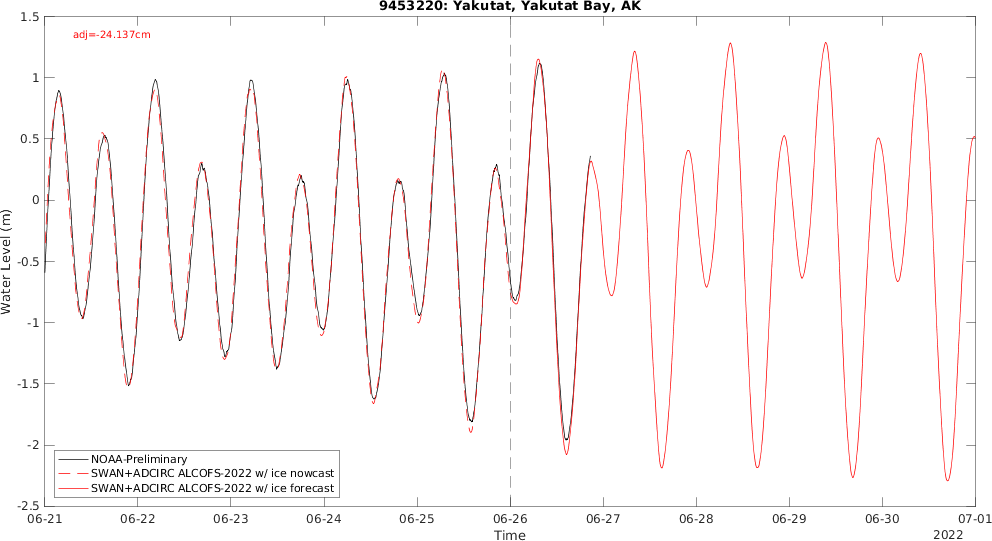 9453220: Yakutat, Yakutat Bay, AK
adj=-24.137cm
1.5
1
0.5
0
-0.5
-1
-1.5
-2
-2.5
Water Level (m)
NOAA-Preliminary
SWAN+ADCIRC ALCOFS-2022 w/ ice nowcast
SWAN+ADCIRC ALCOFS-2022 w/ ice forecast
06-21 06-22 06-23 06-24 06-25 06-26 06-27 06-28 06-29 06-30 07-01
Time
2022